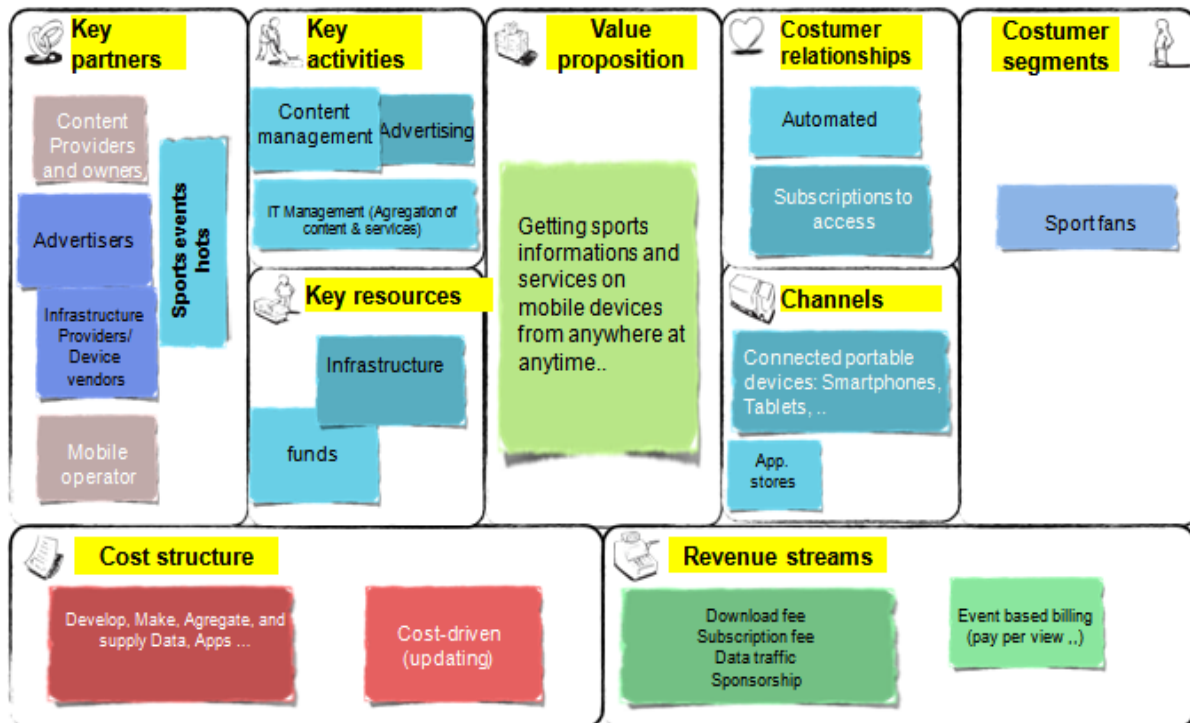 Key
partners
Content
Providers
and owners
Sports events
hots
Advertisers
Infrastructure
Providers/
Device
vendors
Mobile
operator
Key
activities
Content
management
Advertising
IT Management (Agregation of
content & services)
Key resources
Infrastructure
funds
Value
proposition
Getting sports
informations and
services on
mobile devices
from anywhere at
anytime..
Costumer
relationships
Automated
Subscriptions to
access
Channels
Connected portable
devices: Smartphones,
Tablets, ..
App.
stores
Costumer
segments
Sport fans
Cost structure
Develop, Make, Agregate, and
supply Data, Apps ...
Cost-driven
(updating)
Revenue streams
Download fee
Subscription fee
Data traffic
Sponsorship
Event based billing
(pay per view ,,)